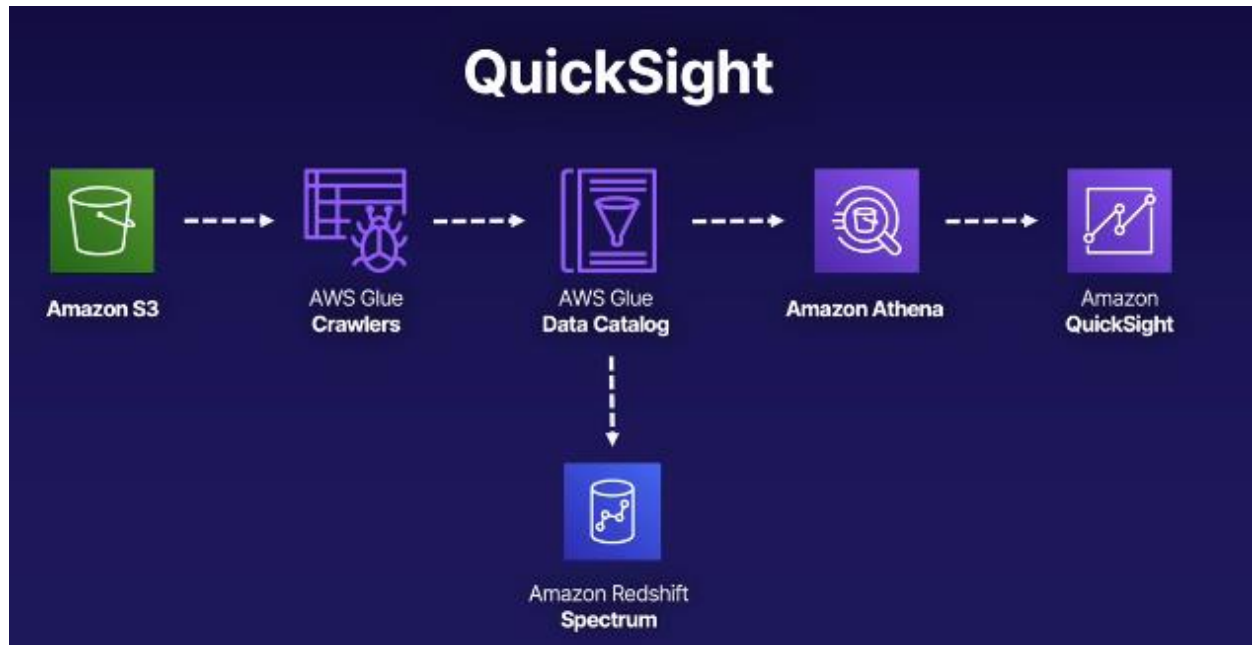 QuickSight
Amazon S3
AWS Glue
Crawlers
AWS Glue
Data Catalog
Amazon Athena
Amazon
QuickSight
Amazon Redshift
Spectrum